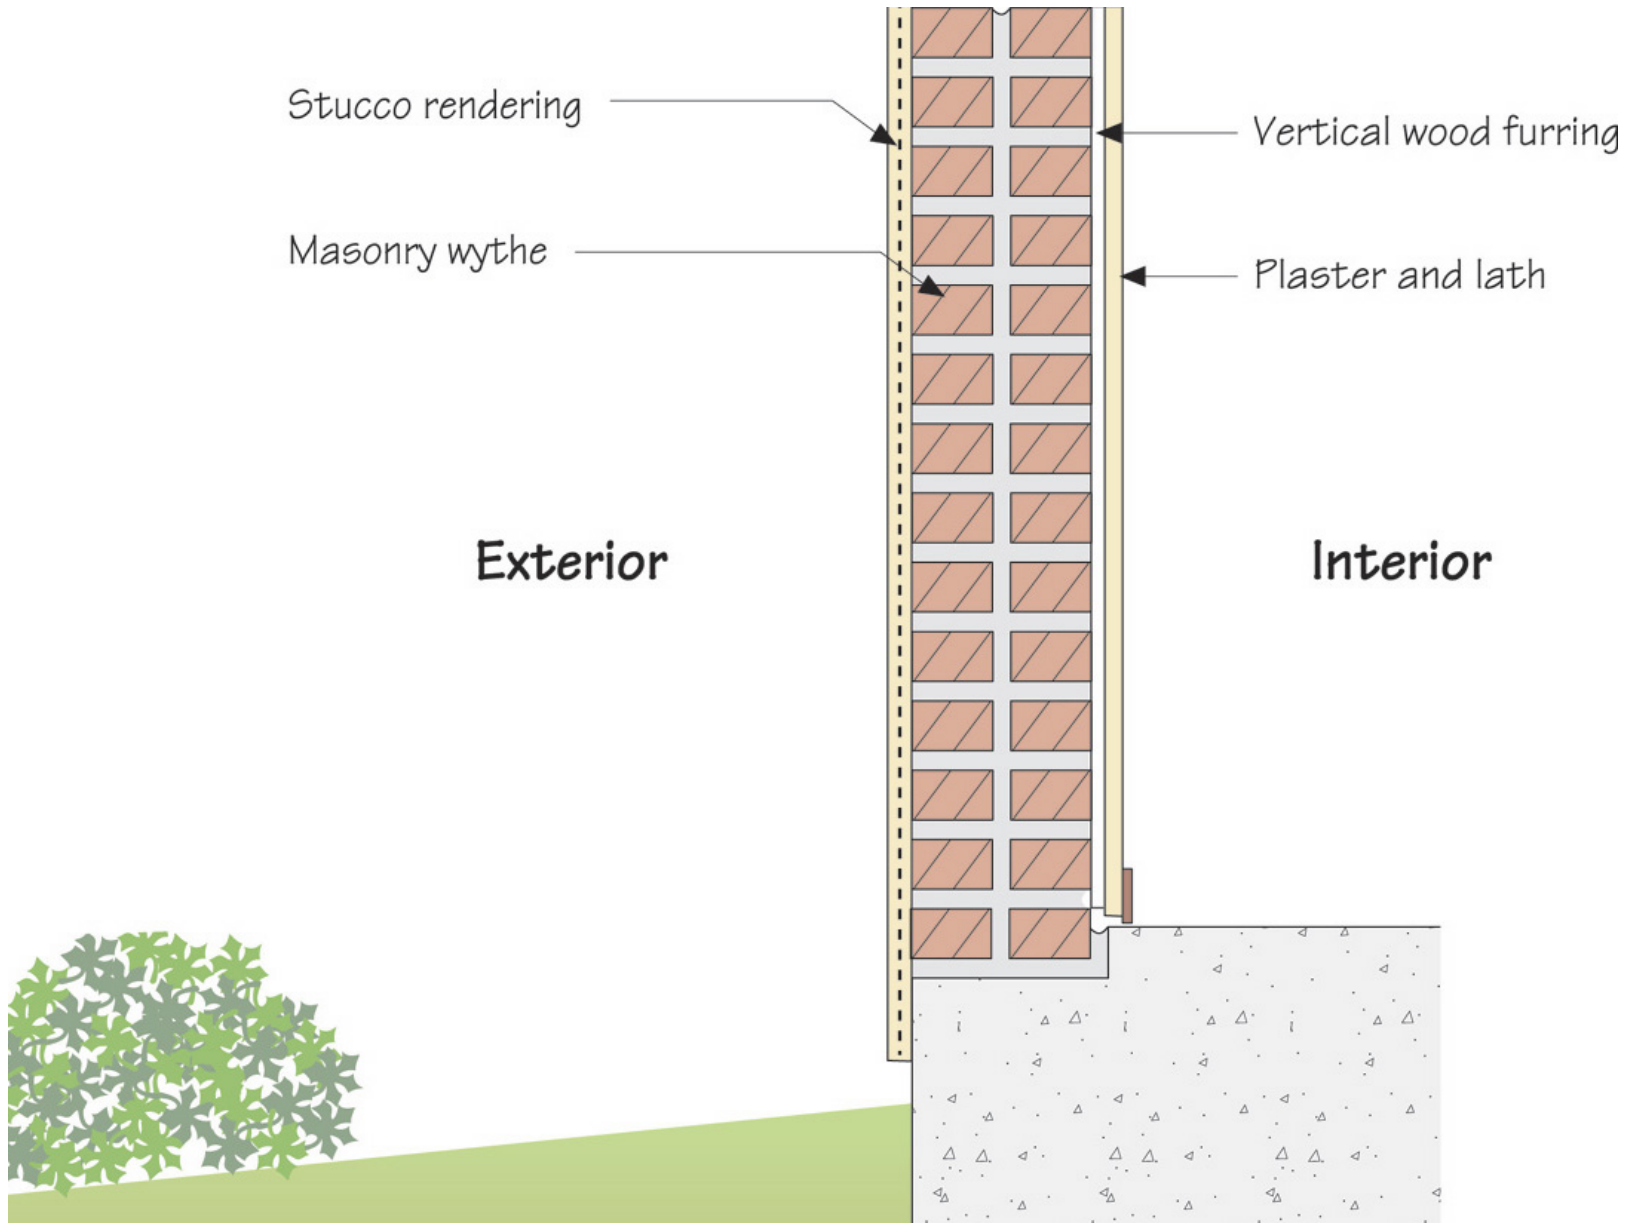 Stucco rendering
Vertical wood furring
Masonry wythe
Plaster and lath
Exterior
Interior